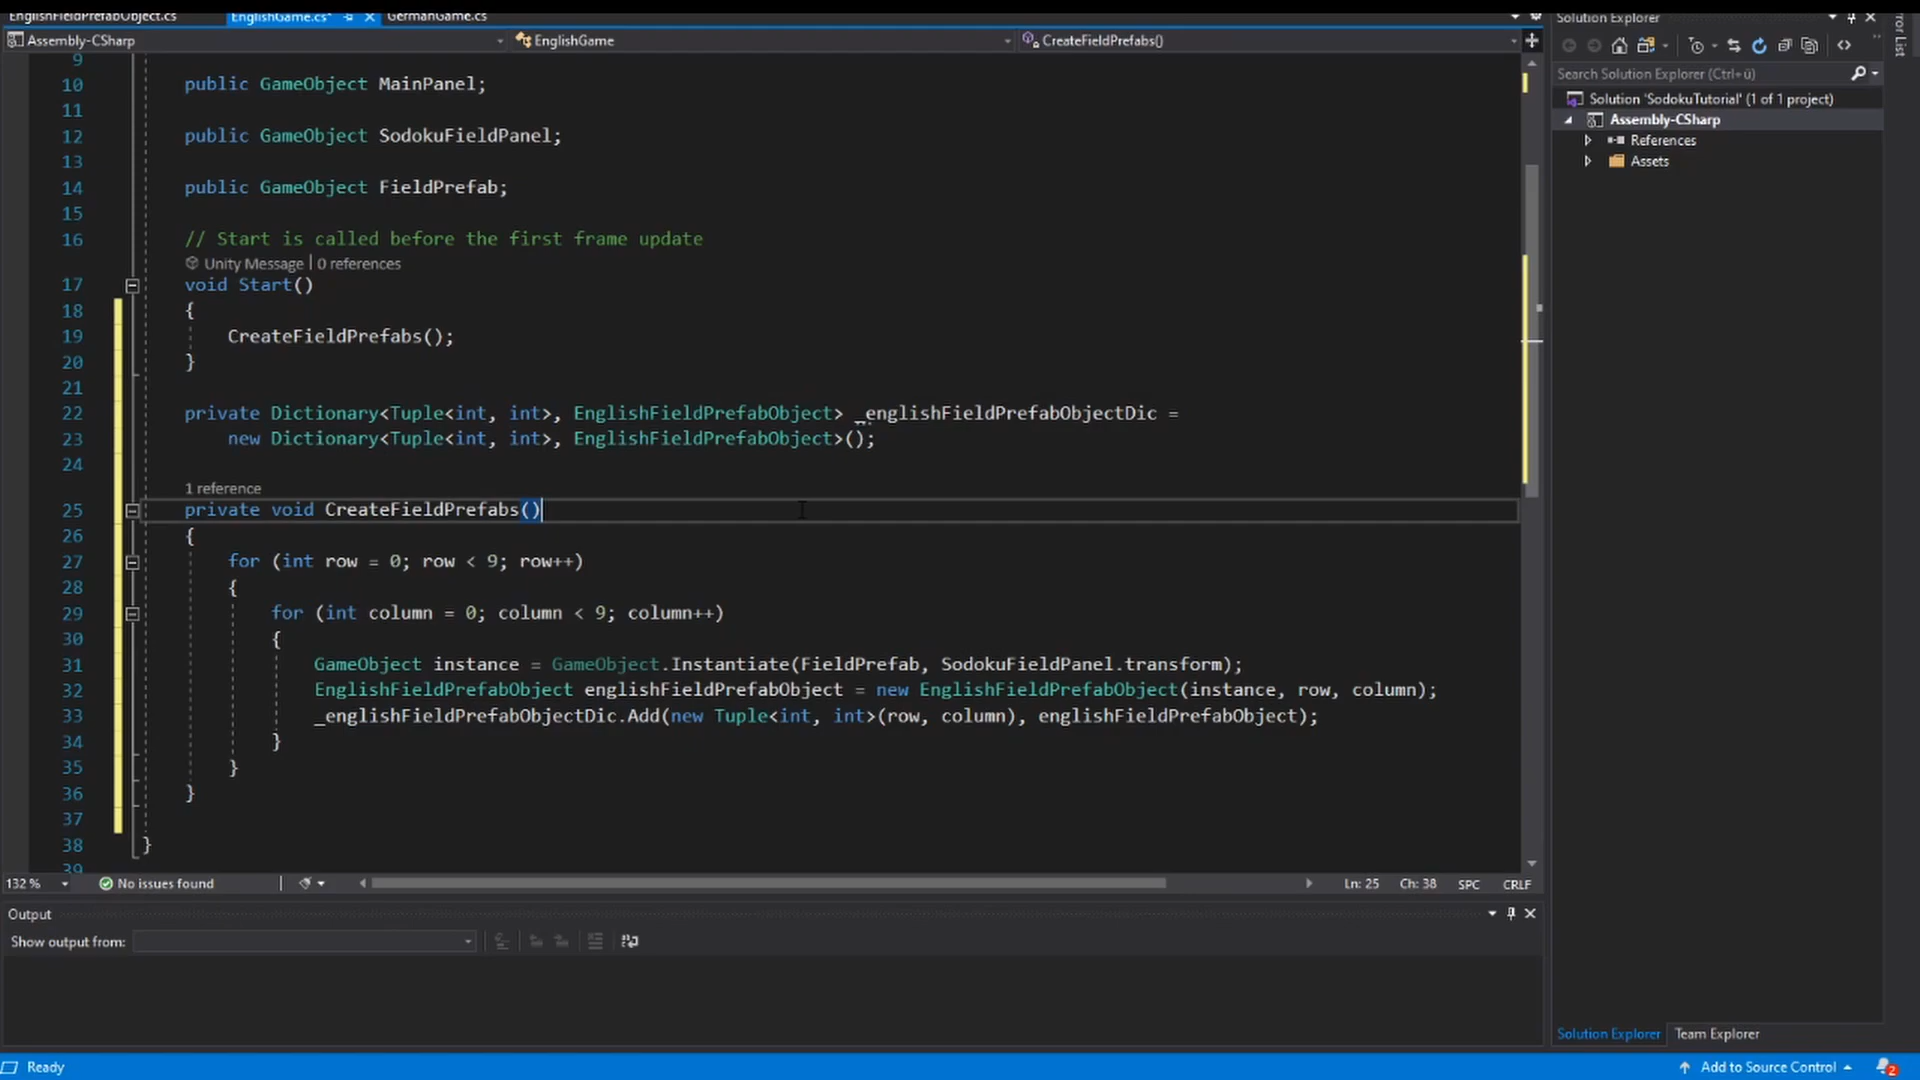 EnglishFieldPrefabObject.cs EnglishGame.cs* GermanGame.cs
Assembly-CSharp EnglishGame CreateFieldPrefabs()
9
10 public GameObject MainPanel;
11
12 public GameObject SodokuFieldPanel;
13
14 public GameObject FieldPrefab;
15
16 // Start is called before the first frame update
Unity Message | 0 references
17 void Start()
18 {
19 CreateFieldPrefabs();
20 }
21
22 private Dictionary<Tuple<int, int>, EnglishFieldPrefabObject> _englishFieldPrefabObjectDic =
23 new Dictionary<Tuple<int, int>, EnglishFieldPrefabObject>();
24
1 reference
25 private void CreateFieldPrefabs()
26 {
27 for (int row = 0; row < 9; row++)
28 {
29 for (int column = 0; column < 9; column++)
30 {
31 GameObject instance = GameObject.Instantiate(FieldPrefab, SodokuFieldPanel.transform);
32 EnglishFieldPrefabObject englishFieldPrefabObject = new EnglishFieldPrefabObject(instance, row, column);
33 _englishFieldPrefabObjectDic.Add(new Tuple<int, int>(row, column), englishFieldPrefabObject);
34 }
35 }
36 }
37
38 }
39
132 % No issues found Ln: 25 Ch: 38 SPC CRLF
Output
Show output from:
Solution Explorer
Search Solution Explorer (Ctrl+ü)
Solution 'SodokuTutorial' (1 of 1 project)
Assembly-CSharp
References
Assets
Solution Explorer Team Explorer
Error List
Ready Add to Source Control 2